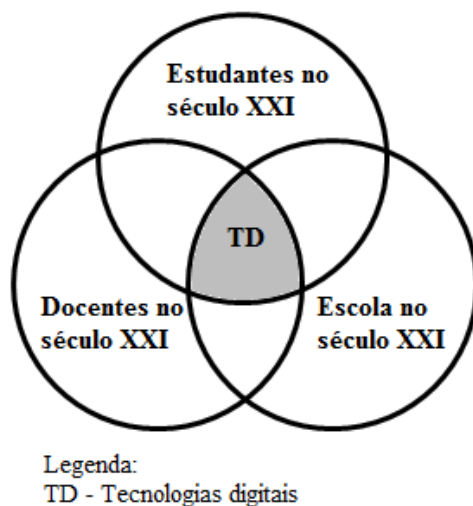 Estudantes no
século XXI
TD
Docentes no
século XXI
Escola no
século XXI
Legenda:
TD - Tecnologias digitais